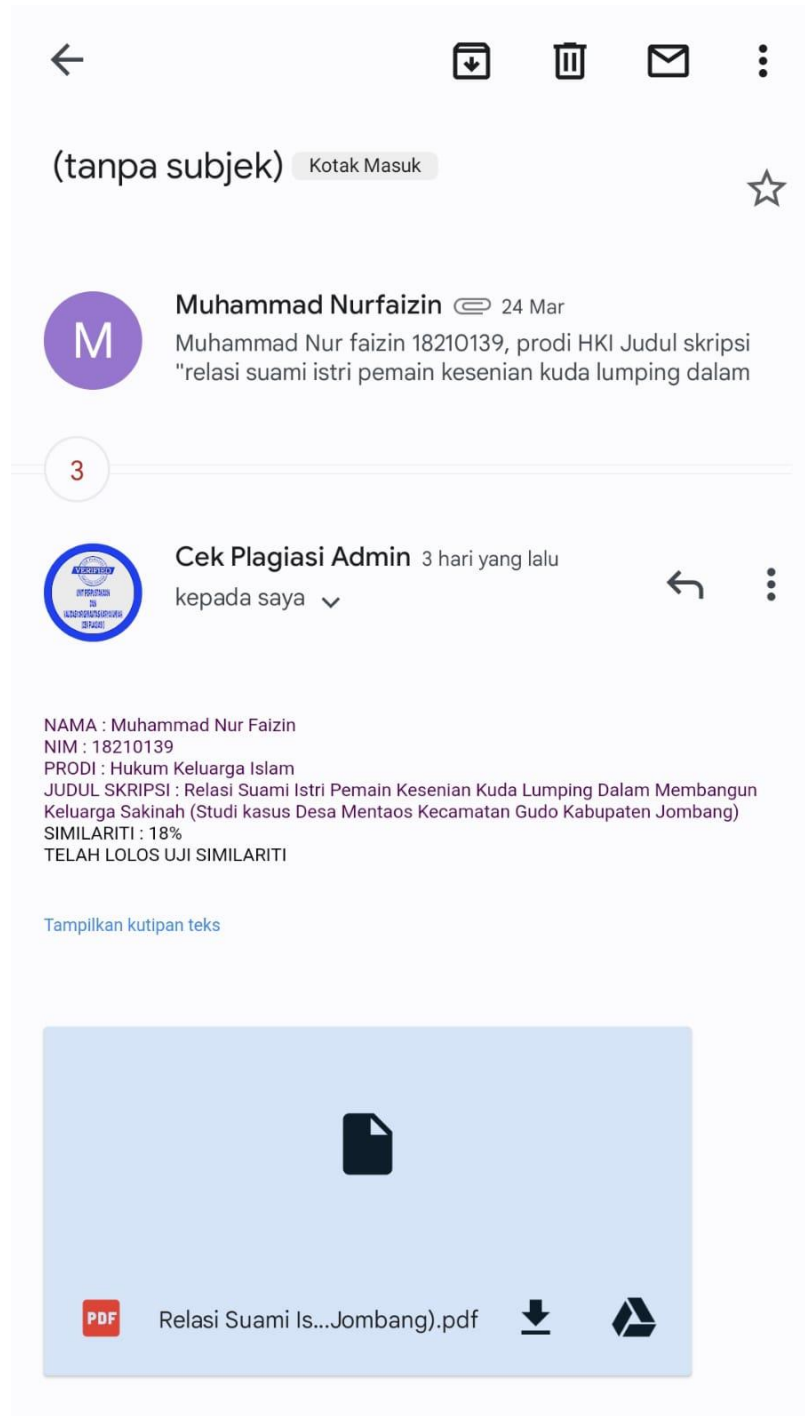 (tanpa subjek) Kotak Masuk
Muhammad Nurfaizin 24 Mar
M
Muhammad Nur faizin 18210139, prodi HKI Judul skripsi
"relasi suami istri pemain kesenian kuda lumping dalam
3
Cek Plagiasi Admin 3 hari yang lalu
kepada saya
VERIFIED
UNIT PERPUSTAKAAN
DAN
NAMA : Muhammad Nur Faizin
NIM : 18210139
PRODI : Hukum Keluarga Islam
JUDUL SKRIPSI : Relasi Suami Istri Pemain Kesenian Kuda Lumping Dalam Membangun
Keluarga Sakinah (Studi kasus Desa Mentaos Kecamatan Gudo Kabupaten Jombang)
SIMILARITI : 18%
TELAH LOLOS UJI SIMILARITI
Tampilkan kutipan teks
PDF Relasi Suami Is...Jombang).pdf